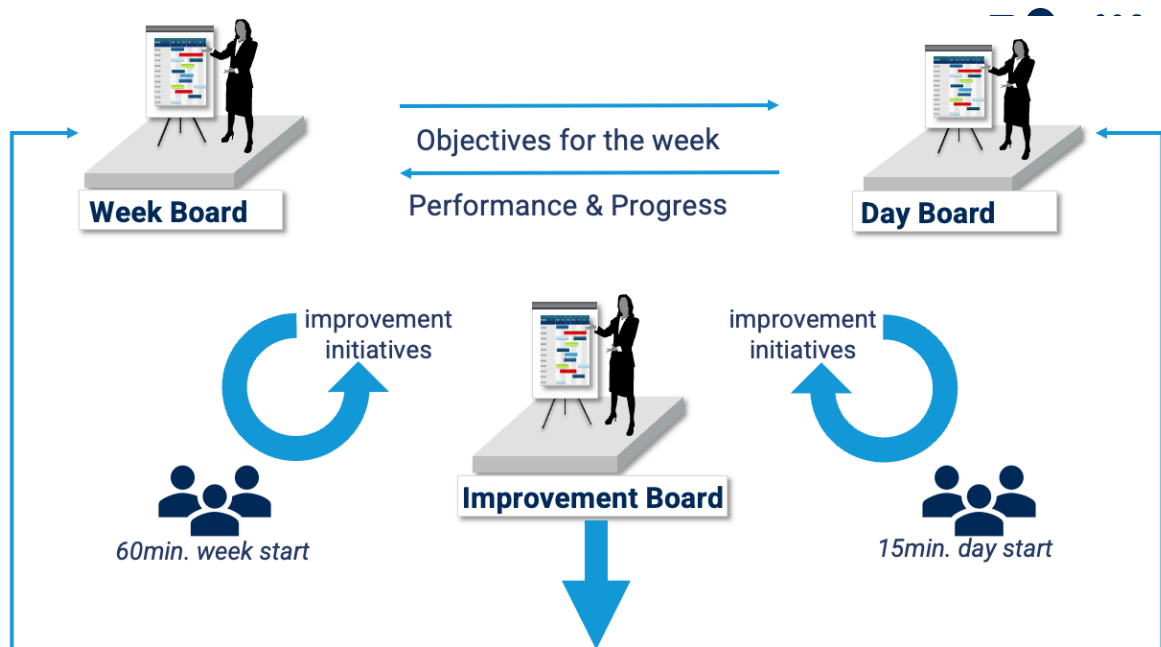 Objectives for the week
Performance & Progress
Week Board
Day Board
improvement
initiatives
improvement
initiatives
Improvement Board
60min. week start
15min. day start